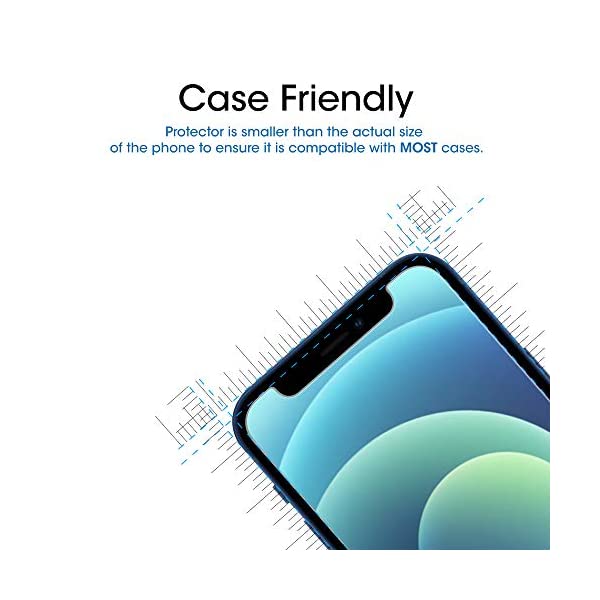 Case Friendly
Protector is smaller than the actual size
of the phone to ensure it is compatible with MOST cases.